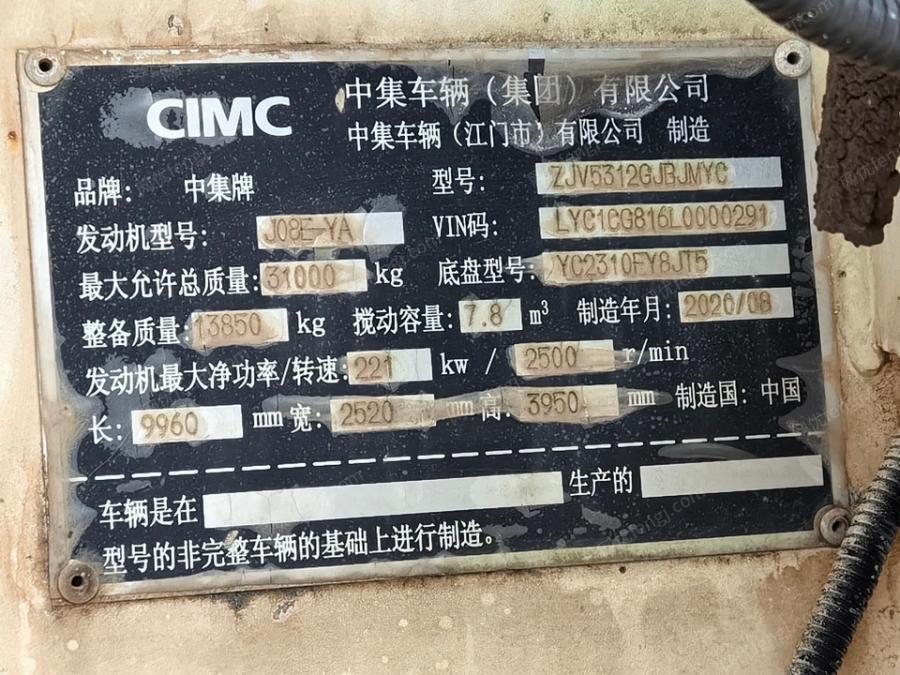 CIMC
中集车辆（集团）有限公司
中集车辆（江门市）有限公司 制造
品牌: 中集牌 型号: ZJV5312GJBJMYC
发动机型号: J08E-YA VIN码: LYC1CG816L0000291
最大允许总质量: 31000 kg 底盘型号: YC2310FY8JT5
整备质量: 13850 kg 搅动容量: 7.8 m³ 制造年月: 2020/08
发动机最大净功率/转速: 221 kw / 2500 r/min
长: 9960 mm 宽: 2520 mm 高: 3950 mm 制造国: 中国
车辆是在 生产的
型号的非完整车辆的基础上进行制造。